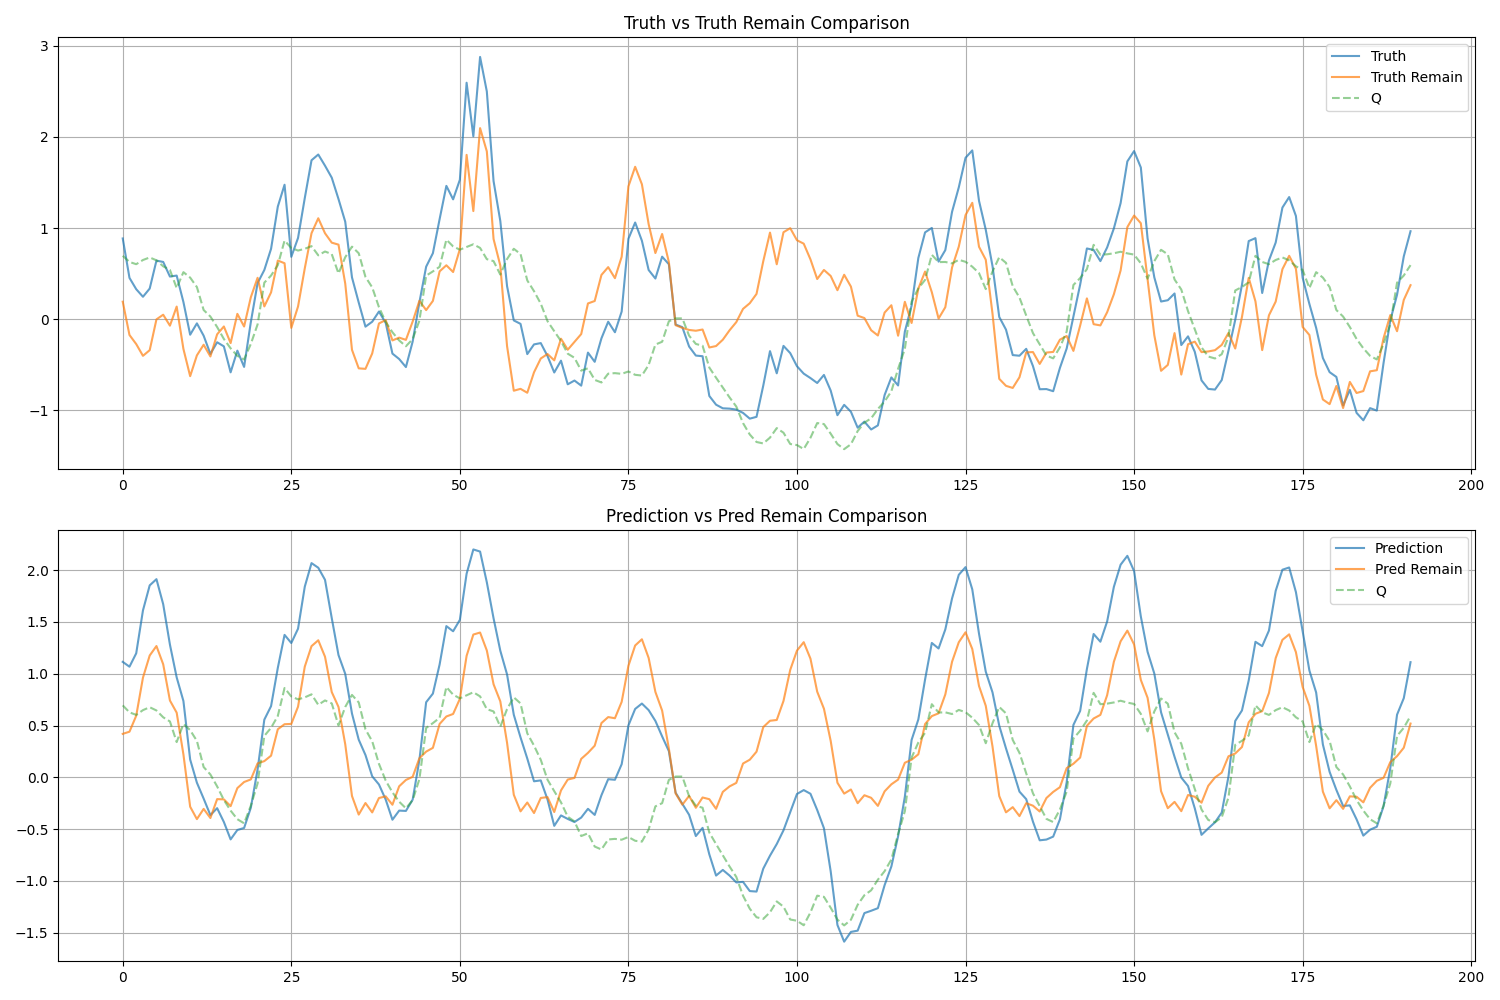 Truth vs Truth Remain Comparison
3
2
1
0
−1
Truth
Truth Remain
Q
0 25 50 75 100 125 150 175 200
Prediction vs Pred Remain Comparison
2.0
1.5
1.0
0.5
0.0
−0.5
−1.0
−1.5
Prediction
Pred Remain
Q
0 25 50 75 100 125 150 175 200